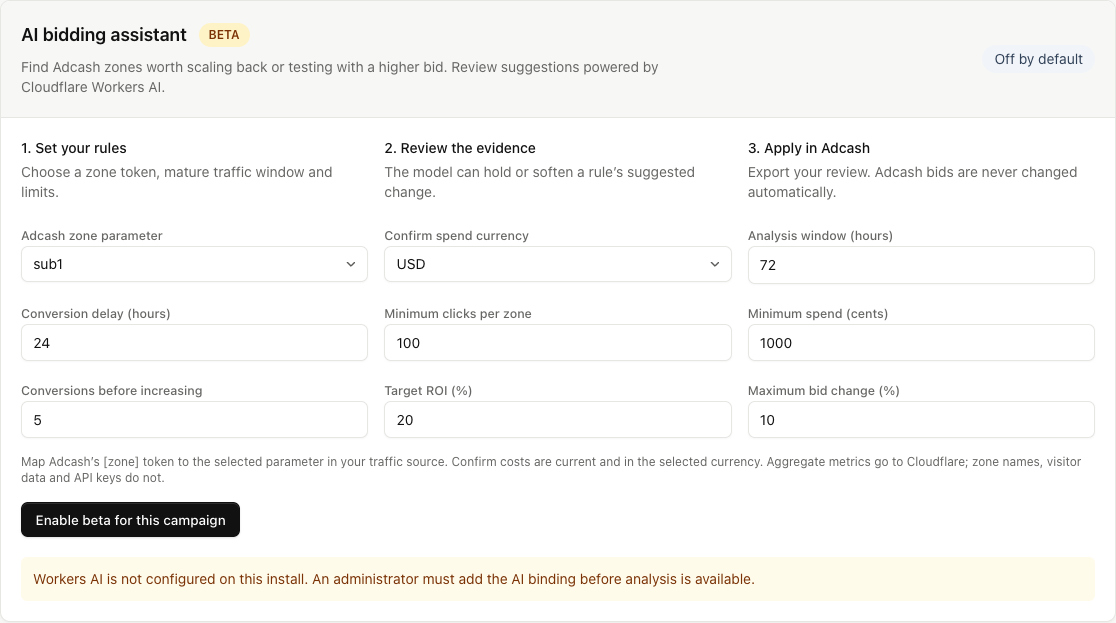 AI bidding assistant BETA
Find Adcash zones worth scaling back or testing with a higher bid. Review suggestions powered by
Cloudflare Workers AI.
Off by default
1. Set your rules
Choose a zone token, mature traffic window and
limits.
2. Review the evidence
The model can hold or soften a rule’s suggested
change.
3. Apply in Adcash
Export your review. Adcash bids are never changed
automatically.
Adcash zone parameter
sub1
Confirm spend currency
USD
Analysis window (hours)
72
Conversion delay (hours)
24
Minimum clicks per zone
100
Minimum spend (cents)
1000
Conversions before increasing
5
Target ROI (%)
20
Maximum bid change (%)
10
Map Adcash’s [zone] token to the selected parameter in your traffic source. Confirm costs are current and in the selected currency. Aggregate metrics go to Cloudflare; zone names, visitor
data and API keys do not.
Enable beta for this campaign
Workers AI is not configured on this install. An administrator must add the AI binding before analysis is available.